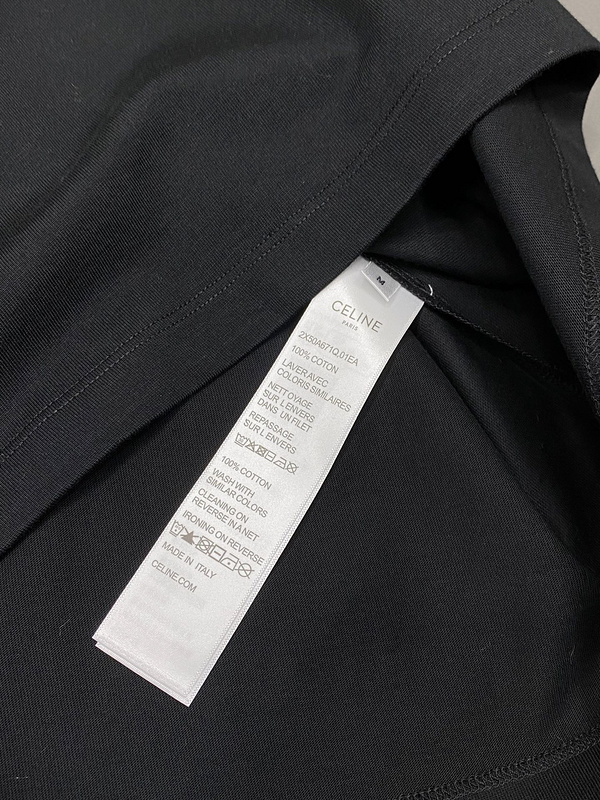 M
CELINE
PARIS
2X50A671Q.01EA
100% COTON
LAVER AVEC
COLORIS SIMILAIRES
NETTOYAGE
SUR L ENVERS
DANS UN FILET
REPASSAGE
SUR L ENVERS
100% COTTON
WASH WITH
SIMILAR COLORS
CLEANING ON
REVERSE IN A NET
IRONING ON REVERSE
MADE IN ITALY
CELINE.COM